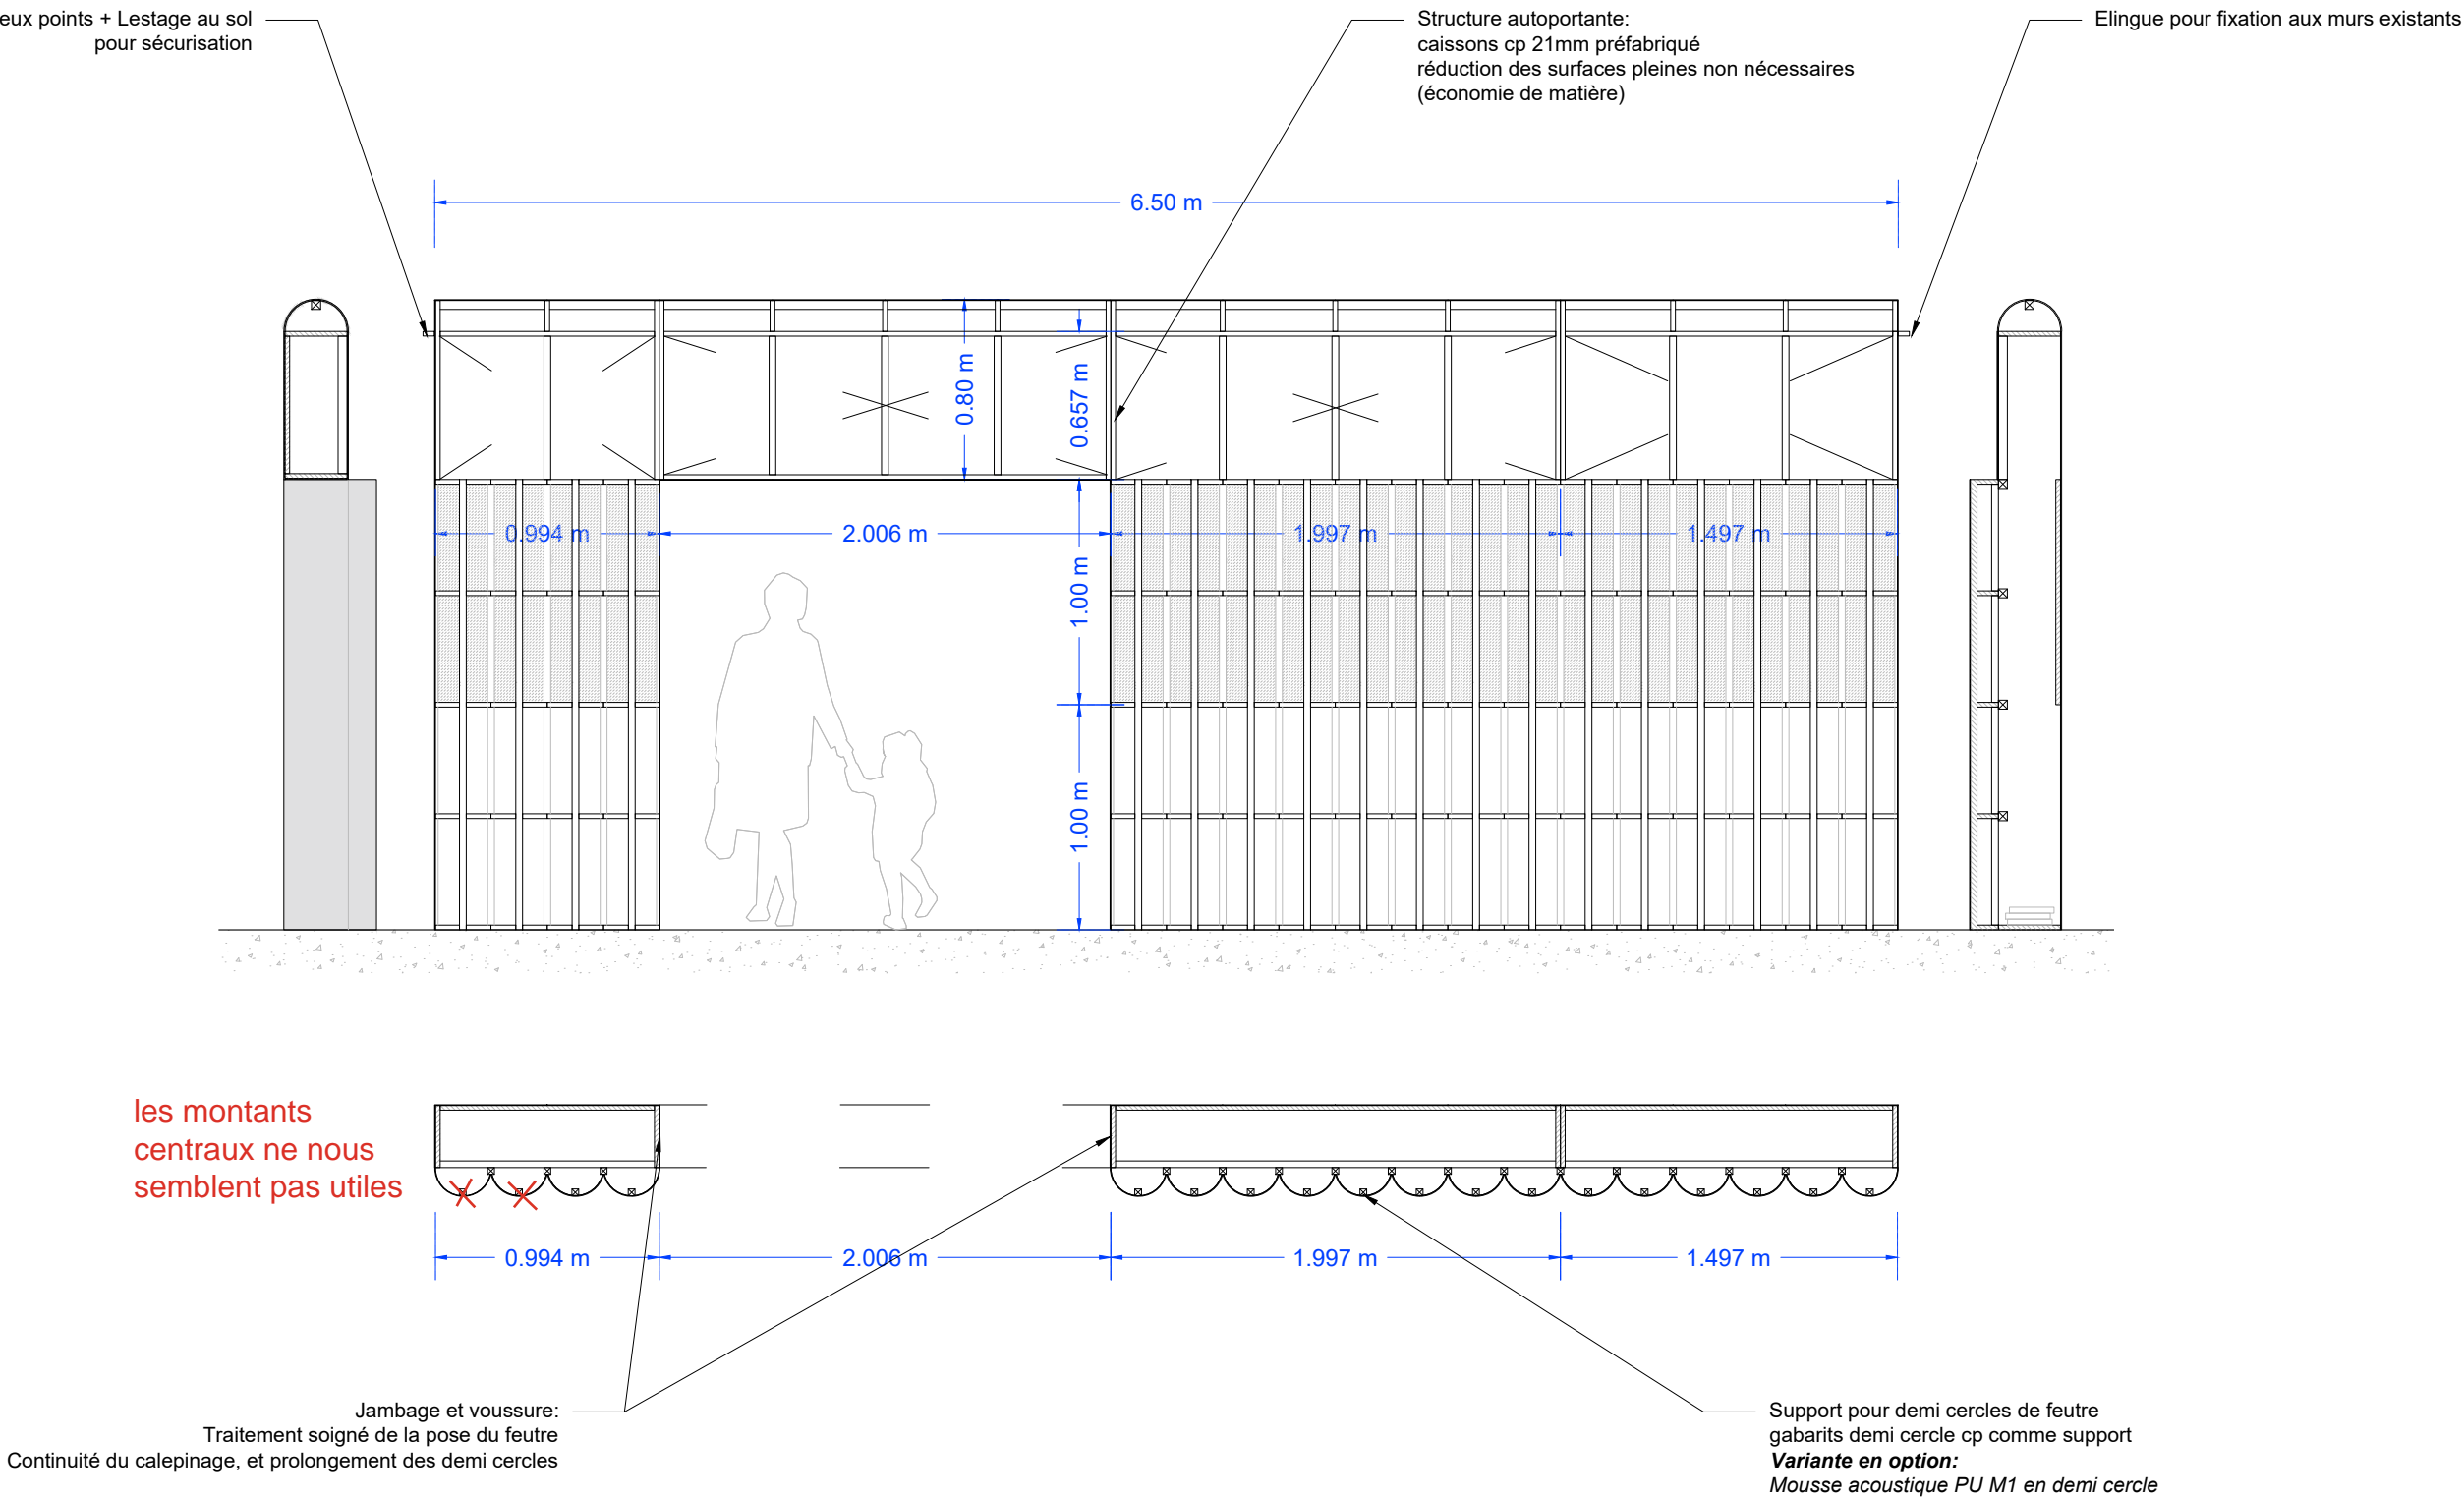 eux points + Lestage au sol
pour sécurisation
Structure autoportante:
caissons cp 21mm préfabriqué
réduction des surfaces pleines non nécessaires
(économie de matière)
Elingue pour fixation aux murs existants
6.50 m
0.80 m
0.657 m
0.994 m
2.006 m
1.997 m
1.497 m
1.00 m
1.00 m
les montants
centraux ne nous
semblent pas utiles
0.994 m
2.006 m
1.997 m
1.497 m
Jambage et voussure:
Traitement soigné de la pose du feutre
Continuité du calepinage, et prolongement des demi cercles
Support pour demi cercles de feutre
gabarits demi cercle cp comme support
Variante en option:
Mousse acoustique PU M1 en demi cercle